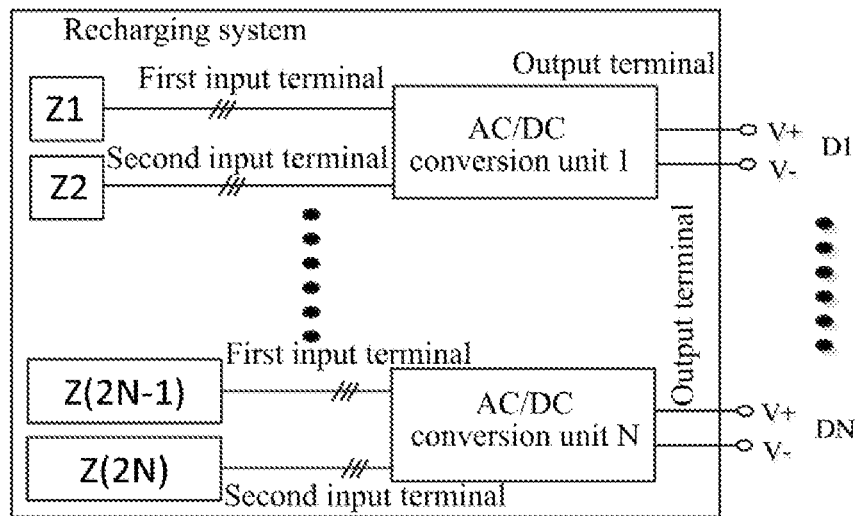 Recharging system
First input terminal
Output terminal
Z1
AC/DC
conversion unit 1
V+
D1
V-
Second input terminal
Z2
Output terminal
First input terminal
Z(2N-1)
AC/DC
conversion unit N
V+
DN
V-
Z(2N)
Second input terminal